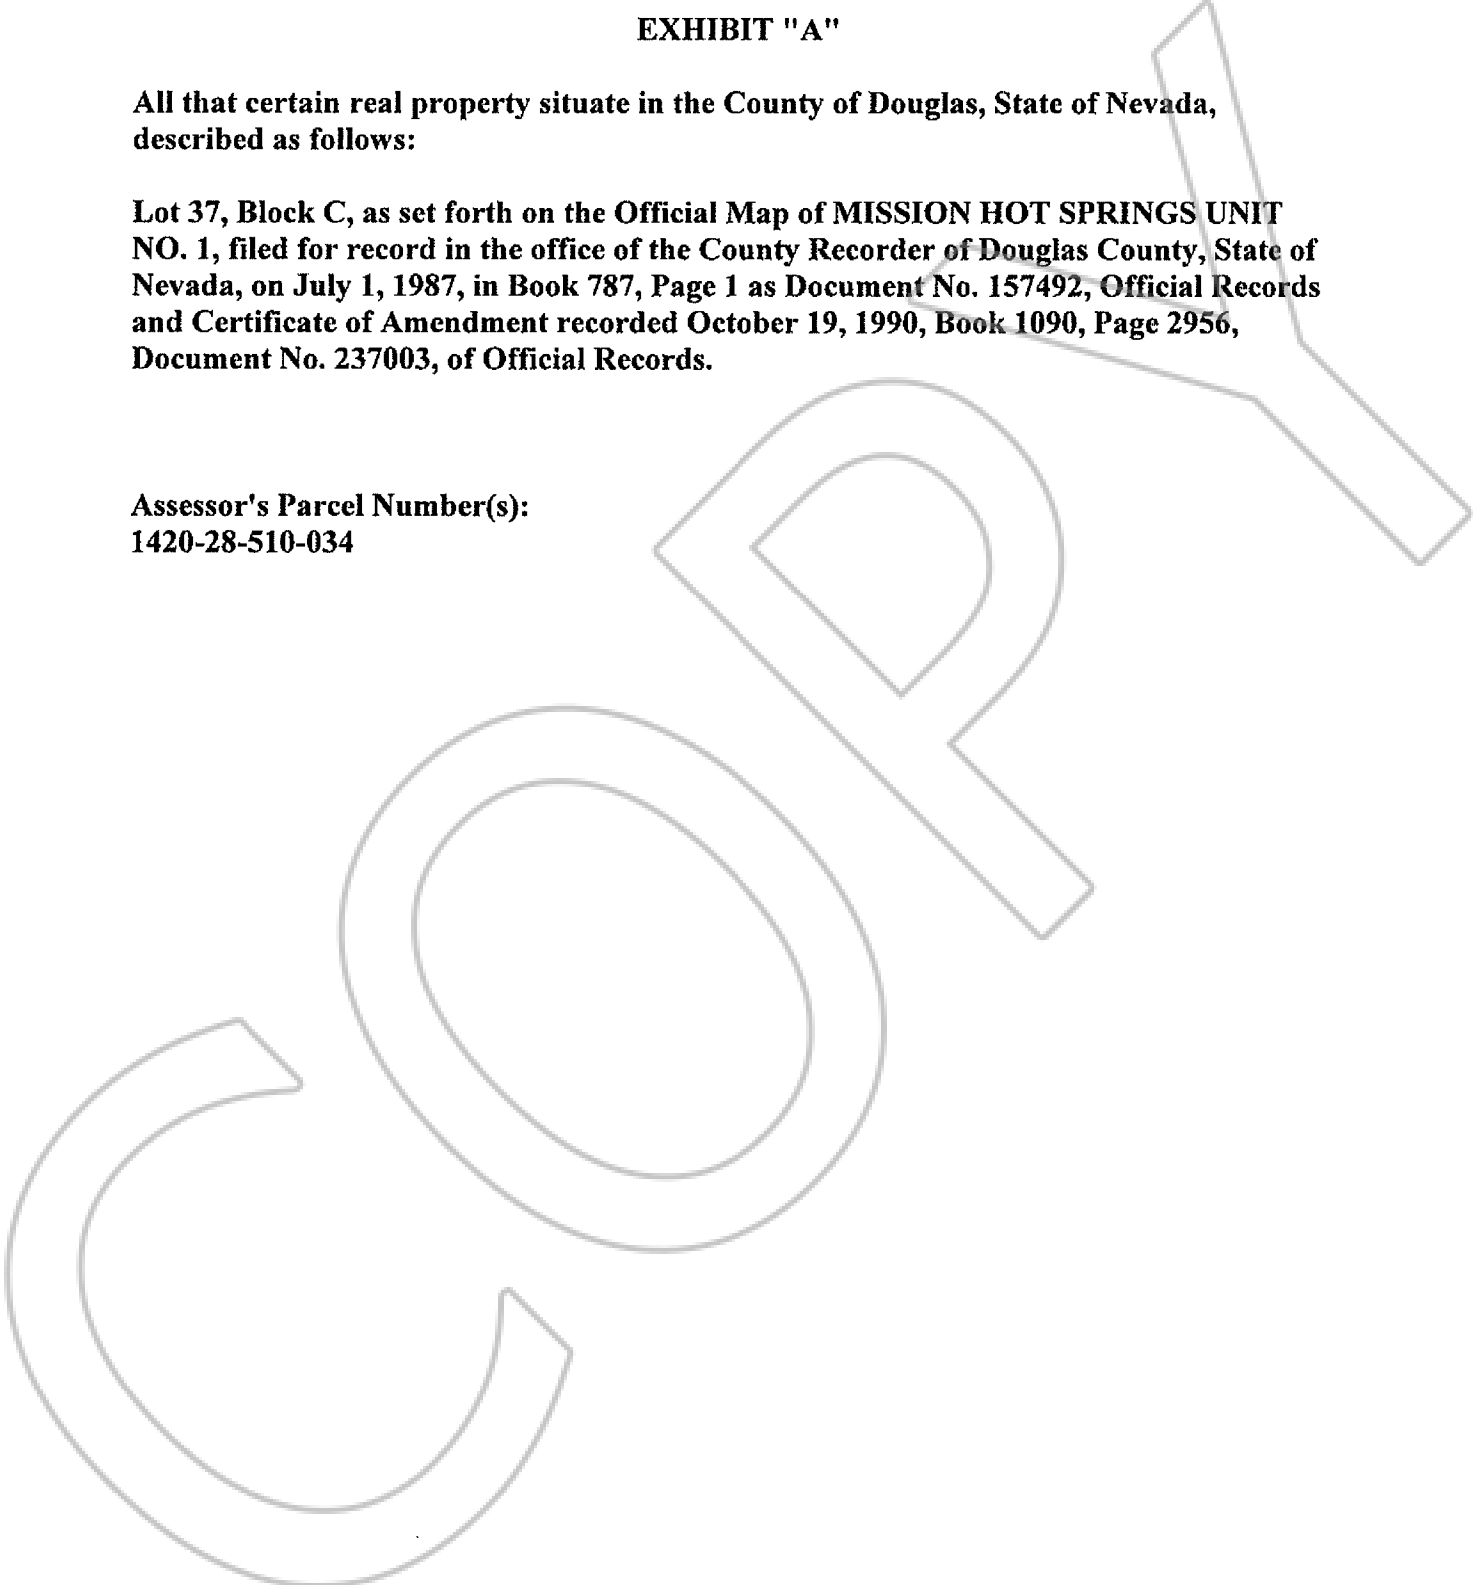 EXHIBIT "A"
All that certain real property situate in the County of Douglas, State of Nevada,
described as follows:
Lot 37, Block C, as set forth on the Official Map of MISSION HOT SPRINGS UNIT
NO. 1, filed for record in the office of the County Recorder of Douglas County, State of
Nevada, on July 1, 1987, in Book 787, Page 1 as Document No. 157492, Official Records
and Certificate of Amendment recorded October 19, 1990, Book 1090, Page 2956,
Document No. 237003, of Official Records.
Assessor's Parcel Number(s):
1420-28-510-034
COPY